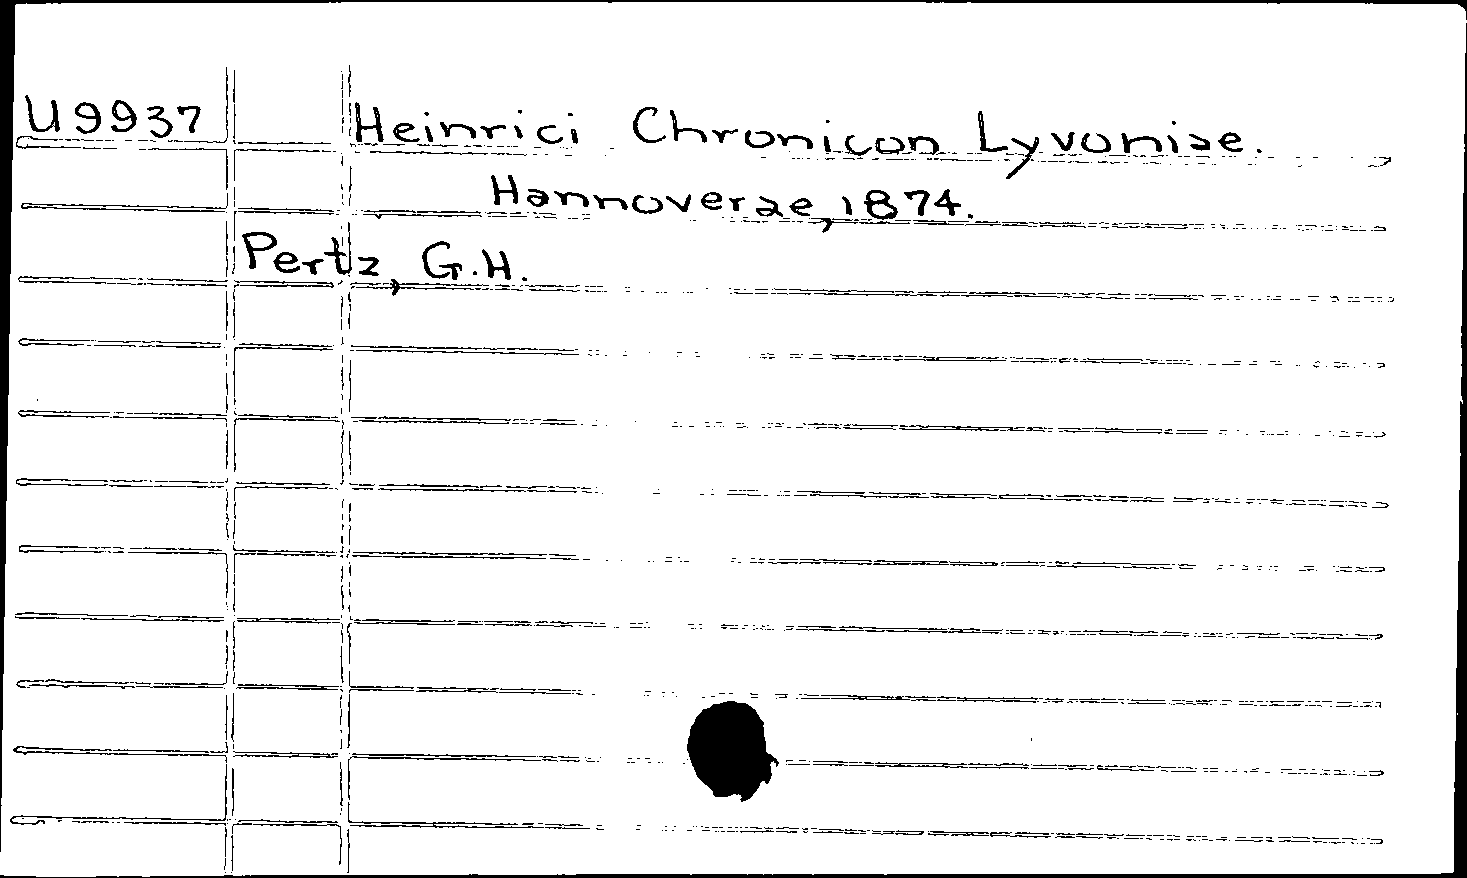 U9937 Heinrici Chronicon Lyvoniae.
Hannoverae, 1874.
Pertz, G.H.